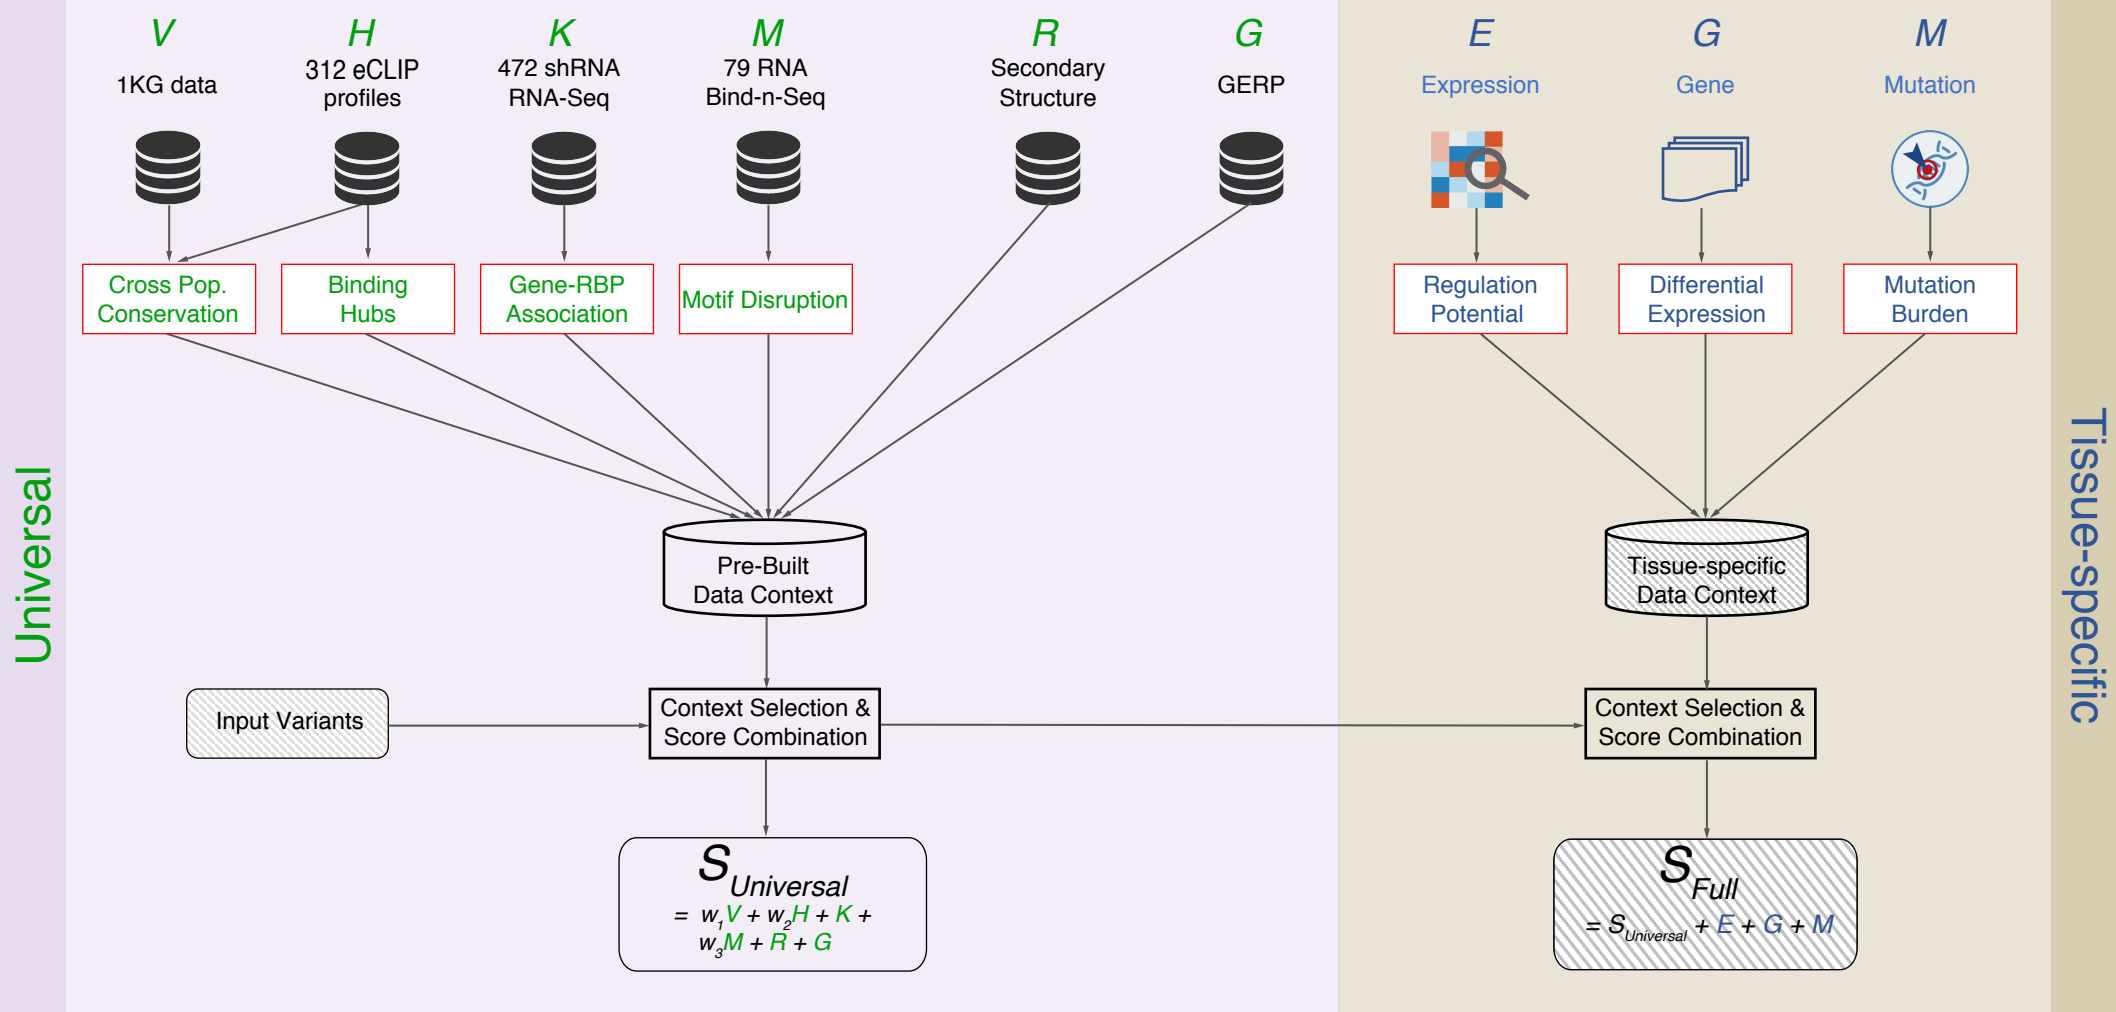 Universal
V
1KG data
H
312 eCLIP
profiles
K
472 shRNA
RNA-Seq
M
79 RNA
Bind-n-Seq
R
Secondary
Structure
G
GERP
E
Expression
G
Gene
M
Mutation
Cross Pop.
Conservation
Binding
Hubs
Gene-RBP
Association
Motif Disruption
Regulation
Potential
Differential
Expression
Mutation
Burden
Pre-Built
Data Context
Tissue-specific
Data Context
Input Variants
Context Selection &
Score Combination
Context Selection &
Score Combination
S Universal
= w1V + w2H + K +
w3M + R + G
S Full
= S Universal + E + G + M
Tissue-specific